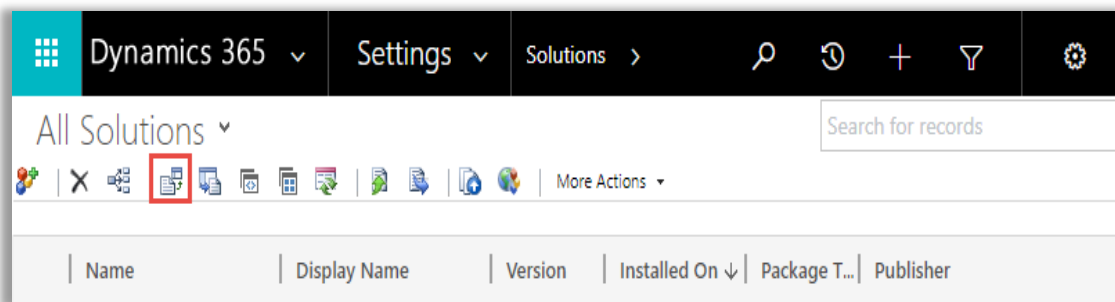 Dynamics 365 Settings Solutions
All Solutions
Search for records
More Actions
Name Display Name Version Installed On Package T... Publisher